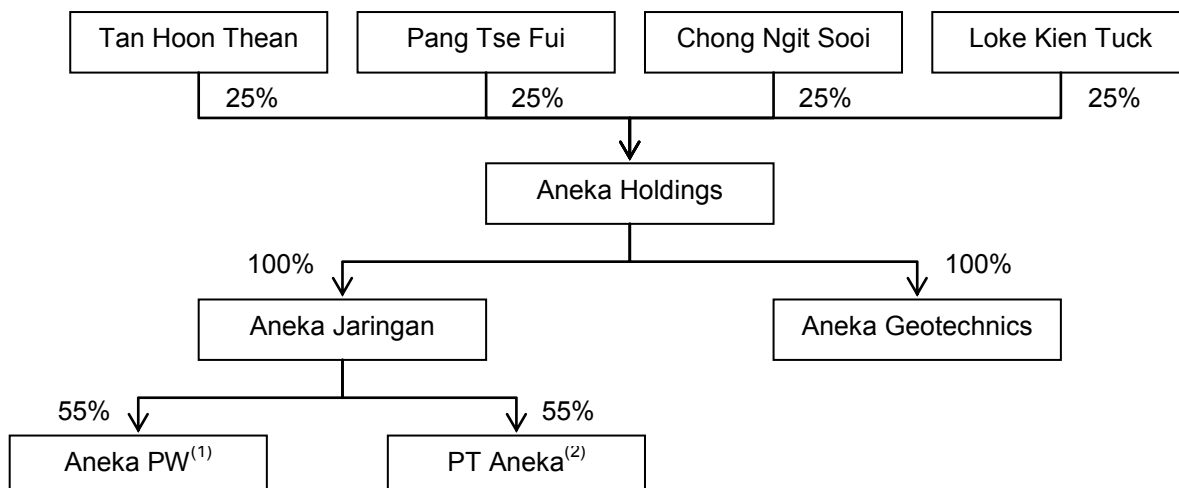 Tan Hoon Thean
Pang Tse Fui
Chong Ngit Sooi
Loke Kien Tuck
25%
25%
25%
25%
Aneka Holdings
100%
100%
Aneka Jaringan
Aneka Geotechnics
55%
55%
Aneka PW(1)
PT Aneka(2)